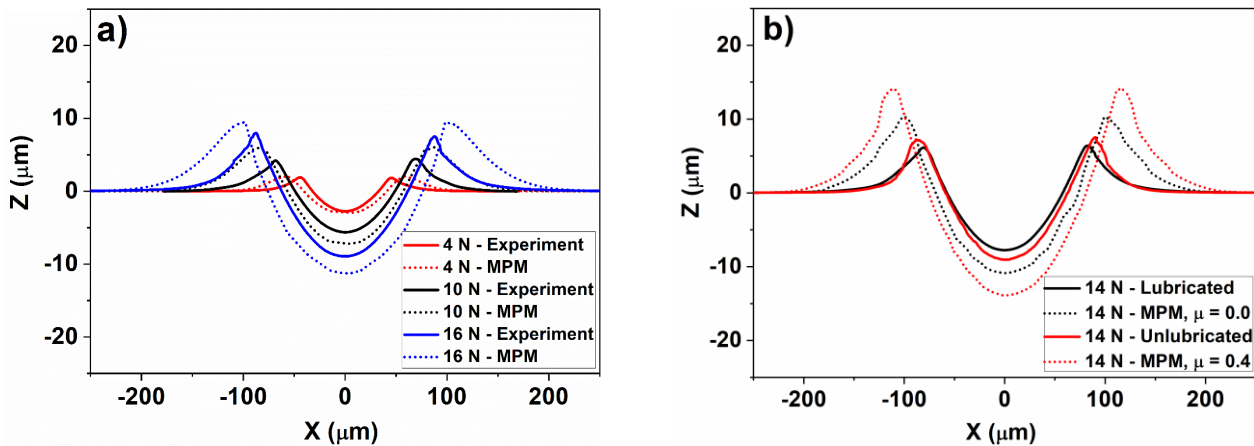 a)
Z (μm)
20
10
0
-10
-20
4 N - Experiment
4 N - MPM
10 N - Experiment
10 N - MPM
16 N - Experiment
16 N - MPM
-200 -100 0 100 200
X (μm)
b)
Z (μm)
20
10
0
-10
-20
14 N - Lubricated
14 N - MPM, μ = 0.0
14 N - Unlubricated
14 N - MPM, μ = 0.4
-200 -100 0 100 200
X (μm)